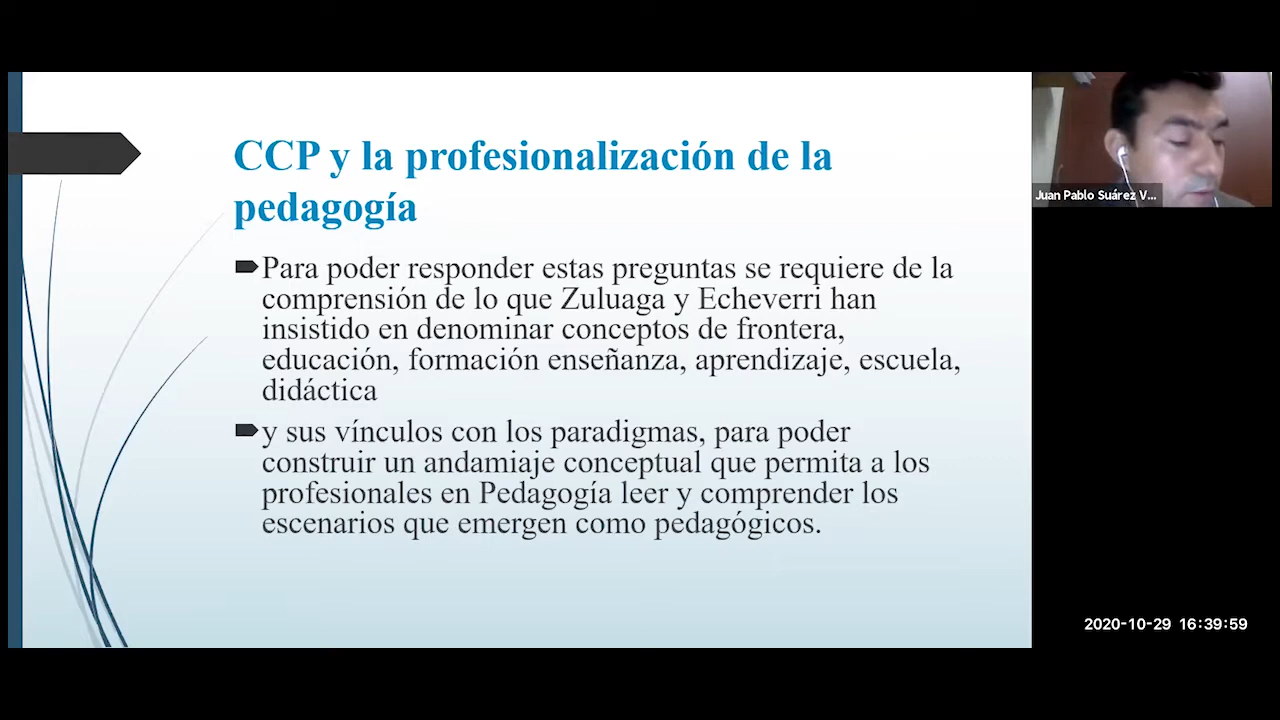 CCP y la profesionalización de la
pedagogía
Para poder responder estas preguntas se requiere de la
comprensión de lo que Zuluaga y Echeverri han
insistido en denominar conceptos de frontera,
educación, formación enseñanza, aprendizaje, escuela,
didáctica
y sus vínculos con los paradigmas, para poder
construir un andamiaje conceptual que permita a los
profesionales en Pedagogía leer y comprender los
escenarios que emergen como pedagógicos.
Juan Pablo Suárez V...
2020-10-29 16:39:59